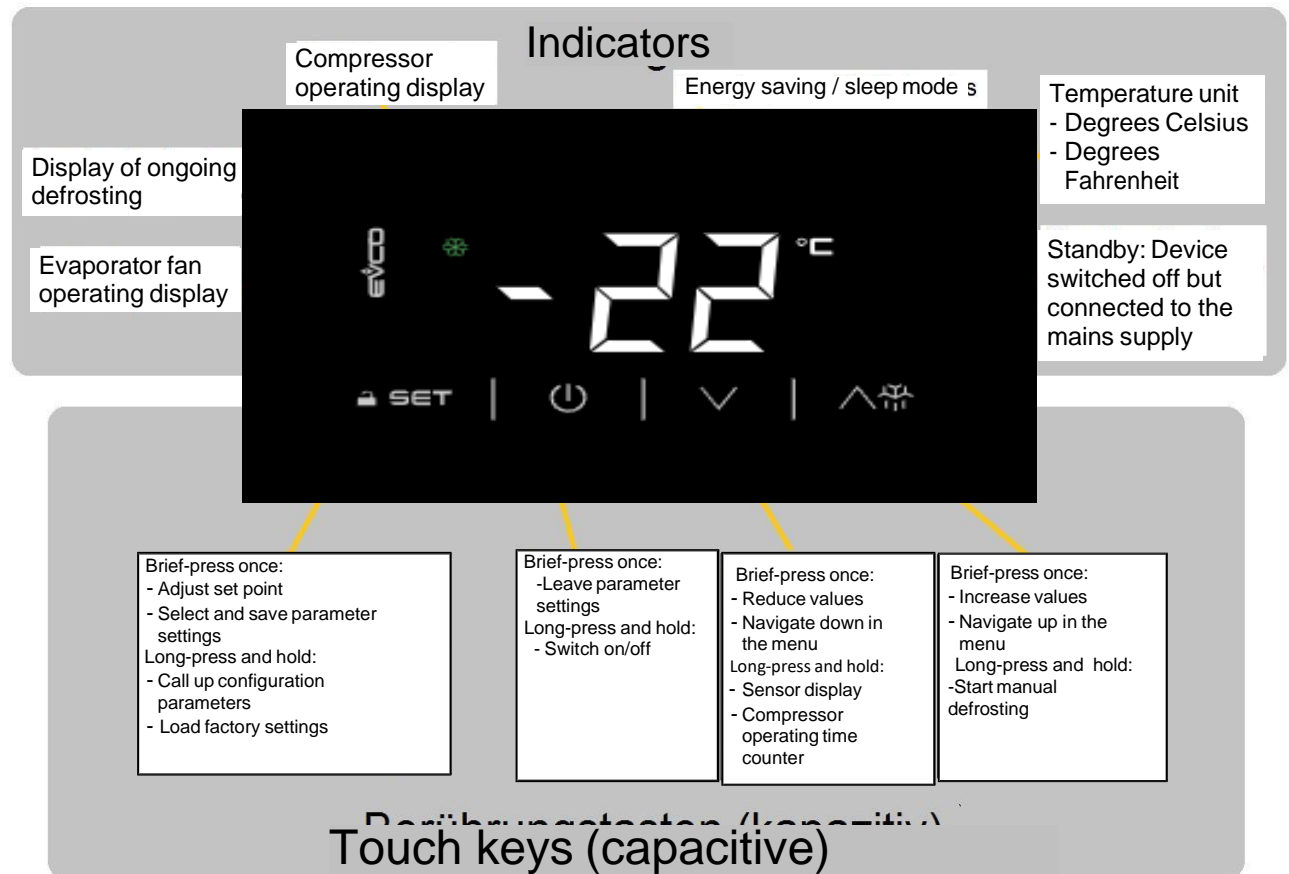 Indicators
Compressor
operating display
Energy saving / sleep mode s
Temperature unit
- Degrees Celsius
- Degrees
Fahrenheit
Display of ongoing
defrosting
Evaporator fan
operating display
Standby: Device
switched off but
connected to the
mains supply
evco
-22 °C
SET
Brief-press once:
- Adjust set point
- Select and save parameter
settings
Long-press and hold:
- Call up configuration
parameters
- Load factory settings
Brief-press once:
-Leave parameter
settings
Long-press and hold:
- Switch on/off
Brief-press once:
- Reduce values
- Navigate down in
the menu
Long-press and hold:
- Sensor display
- Compressor
operating time
counter
Brief-press once:
- Increase values
- Navigate up in the
menu
Long-press and hold:
-Start manual
defrosting
Berührungstasten (kapazitiv)
Touch keys (capacitive)